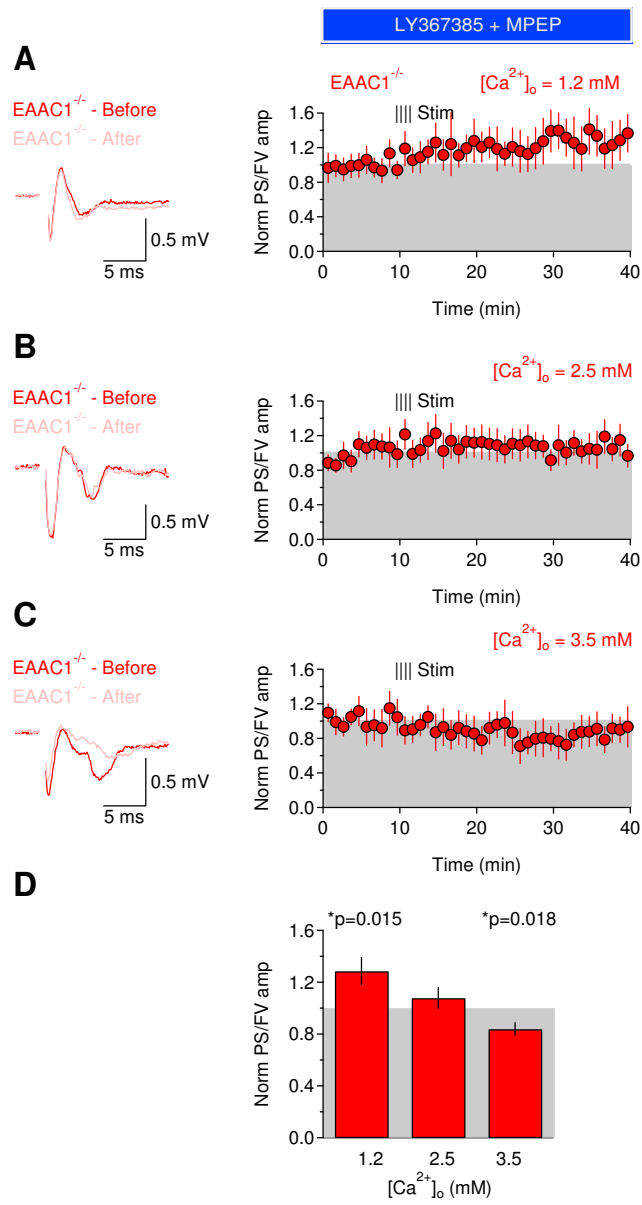 LY367385 + MPEP
A
EAAC1-/- - Before
EAAC1-/- - After
0.5 mV
5 ms
EAAC1-/-
[Ca2+]o = 1.2 mM
|||| Stim
Norm PS/FV amp
1.6
1.2
0.8
0.4
0.0
0 10 20 30 40
Time (min)
B
EAAC1-/- - Before
EAAC1-/- - After
0.5 mV
5 ms
[Ca2+]o = 2.5 mM
|||| Stim
Norm PS/FV amp
1.6
1.2
0.8
0.4
0.0
0 10 20 30 40
Time (min)
C
EAAC1-/- - Before
EAAC1-/- - After
0.5 mV
5 ms
[Ca2+]o = 3.5 mM
|||| Stim
Norm PS/FV amp
1.6
1.2
0.8
0.4
0.0
0 10 20 30 40
Time (min)
D
*p=0.015 *p=0.018
Norm PS/FV amp
1.6
1.2
0.8
0.4
0.0
1.2 2.5 3.5
[Ca2+]o (mM)